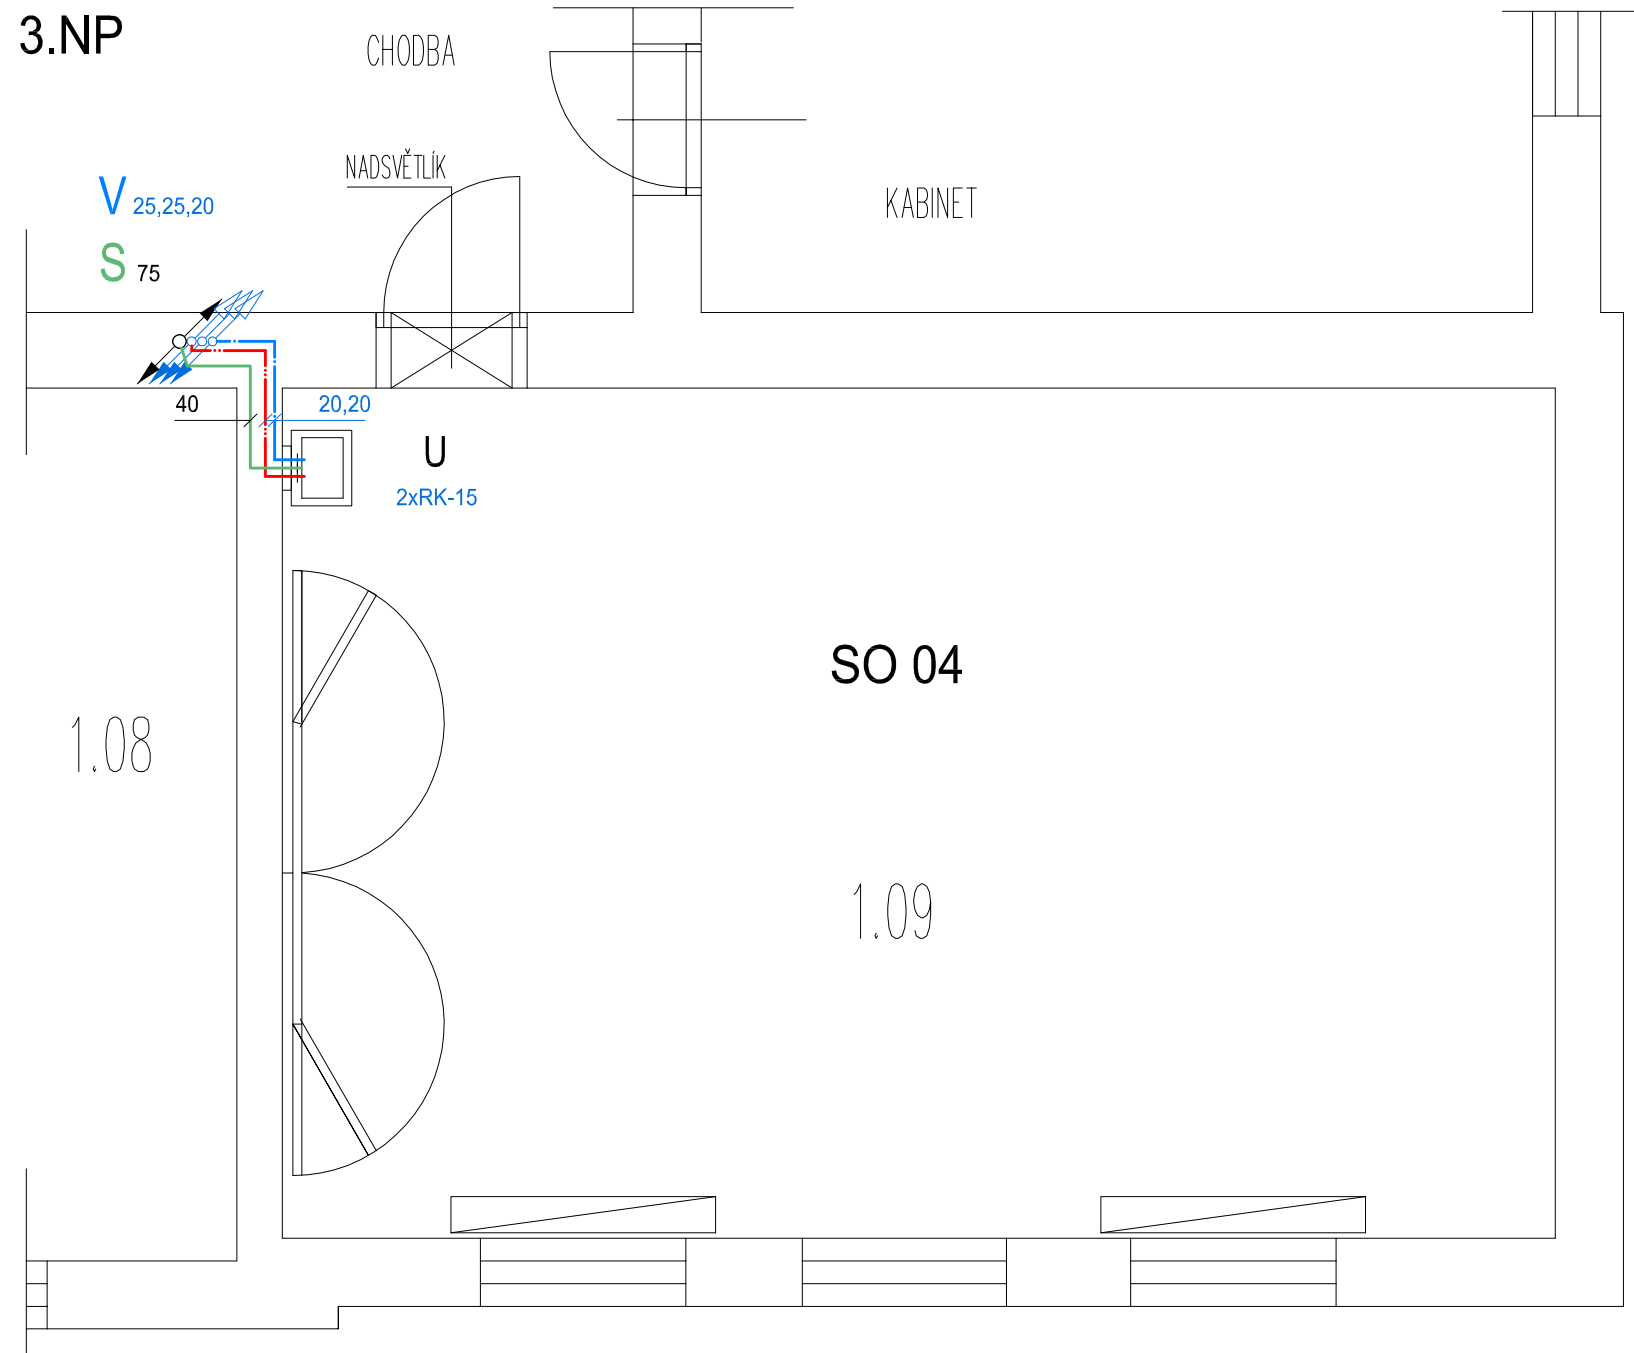 3.NP
CHODBA
NADSVĚTLÍK
KABINET
V 25,25,20
S 75
40
20,20
U
2xRK-15
SO 04
1.08
1.09